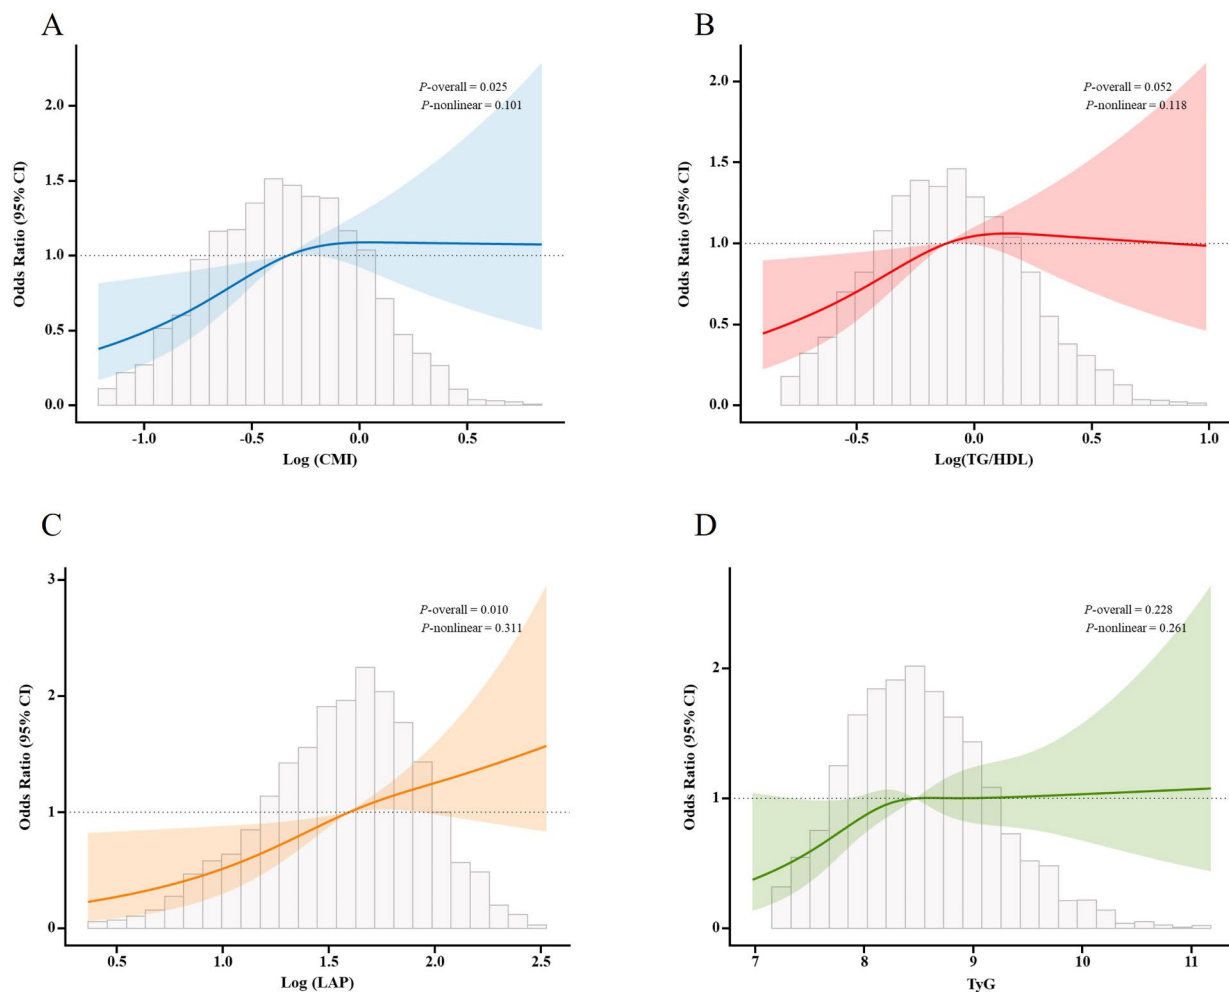 A
P-overall = 0.025
P-nonlinear = 0.101
2.0
1.5
1.0
0.5
0.0
Odds Ratio (95% CI)
-1.0
-0.5
0.0
0.5
Log (CMI)
B
P-overall = 0.052
P-nonlinear = 0.118
2.0
1.5
1.0
0.5
0.0
Odds Ratio (95% CI)
-0.5
0.0
0.5
1.0
Log(TG/HDL)
C
P-overall = 0.010
P-nonlinear = 0.311
3
2
1
0
Odds Ratio (95% CI)
0.5
1.0
1.5
2.0
2.5
Log (LAP)
D
P-overall = 0.228
P-nonlinear = 0.261
2
1
0
Odds Ratio (95% CI)
7
8
9
10
11
TyG